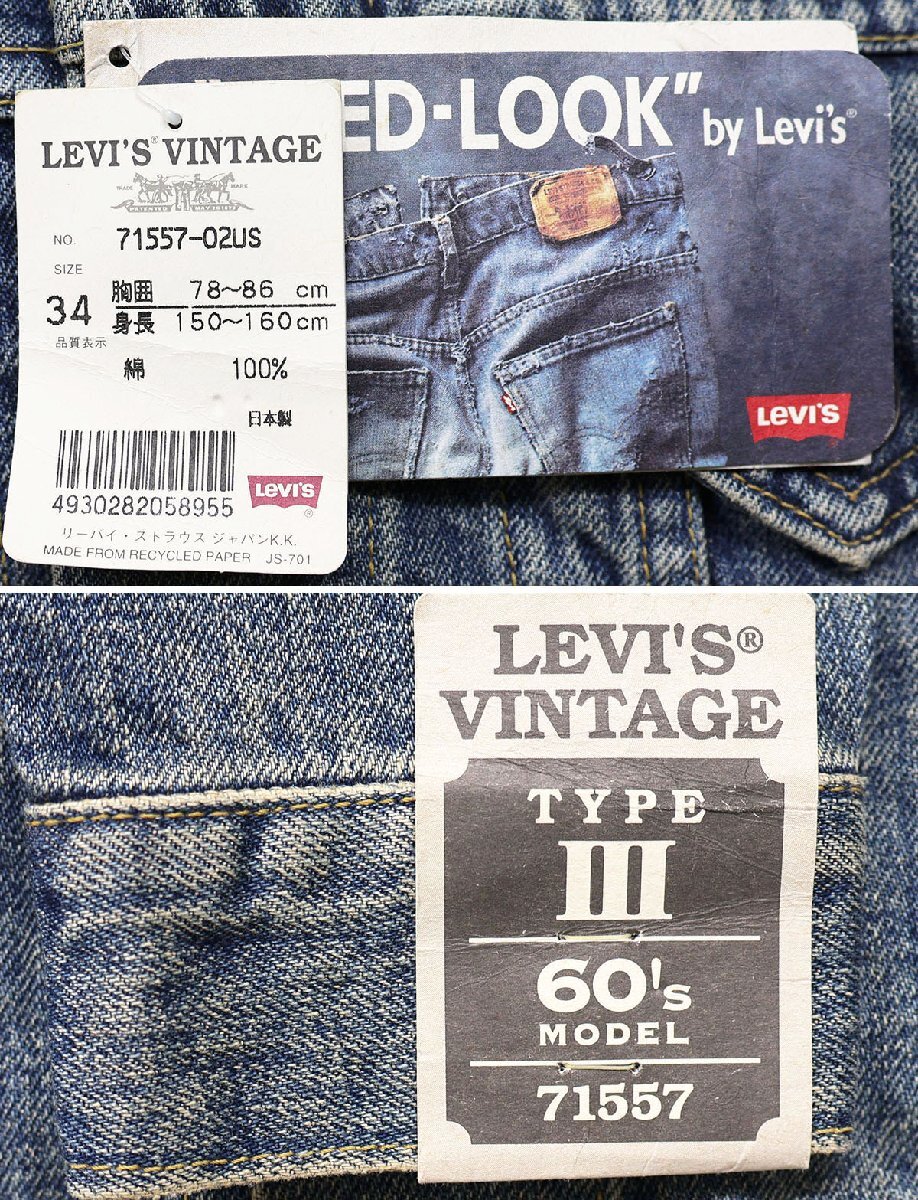 ED-LOOK" by Levi's®
LEVI'S® VINTAGE
TRADE MARK
NO. 71557-02US
SIZE
34
胸囲 78～86 cm
身長 150～160cm
品質表示
綿 100%
日本製
4930282058955
LEVI'S®
リーバイ・ストラウス ジャパンK.K.
MADE FROM RECYCLED PAPER JS-701
LEVI'S
LEVI'S®
VINTAGE
TYPE
III
60's
MODEL
71557